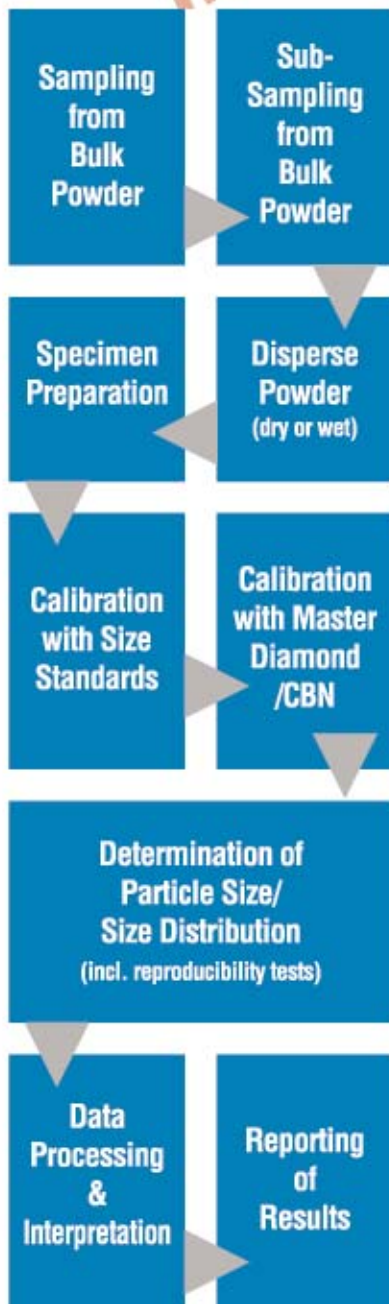 Sampling
from
Bulk
Powder
Sub-
Sampling
from
Bulk
Powder
Disperse
Powder
(dry or wet)
Specimen
Preparation
Calibration
with Size
Standards
Calibration
with Master
Diamond
/CBN
Determination of
Particle Size/
Size Distribution
(incl. reproducibility tests)
Data
Processing
&
Interpretation
Reporting
of
Results